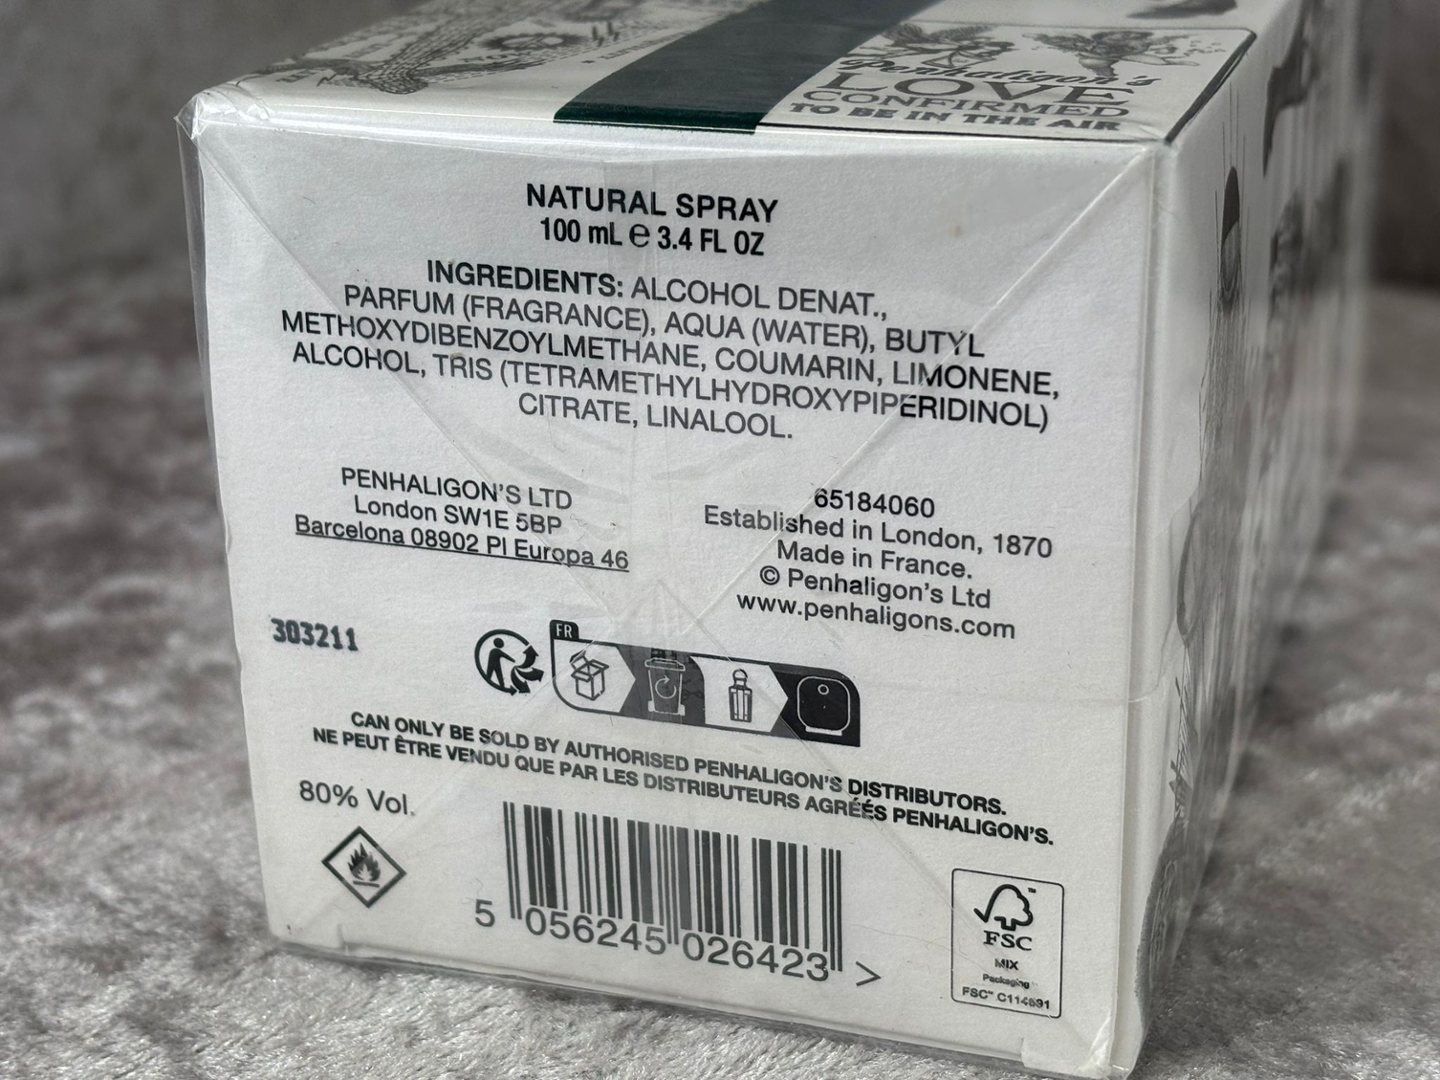 Penhaligon's
LOVE
CONFIRMED
TO BE IN THE AIR
NATURAL SPRAY
100 mL ℮ 3.4 FL OZ
INGREDIENTS: ALCOHOL DENAT.,
PARFUM (FRAGRANCE), AQUA (WATER), BUTYL
METHOXYDIBENZOYLMETHANE, COUMARIN, LIMONENE,
ALCOHOL, TRIS (TETRAMETHYLHYDROXYPIPERIDINOL)
CITRATE, LINALOOL.
PENHALIGON'S LTD
London SW1E 5BP
Barcelona 08902 Pl Europa 46
65184060
Established in London, 1870
Made in France.
© Penhaligon's Ltd
www.penhaligons.com
303211
FR
CAN ONLY BE SOLD BY AUTHORISED PENHALIGON'S DISTRIBUTORS.
NE PEUT ÊTRE VENDU QUE PAR LES DISTRIBUTEURS AGRÉÉS PENHALIGON'S.
80% Vol.
5 056245 026423 >
FSC
MIX
Packaging
FSC™ C114591